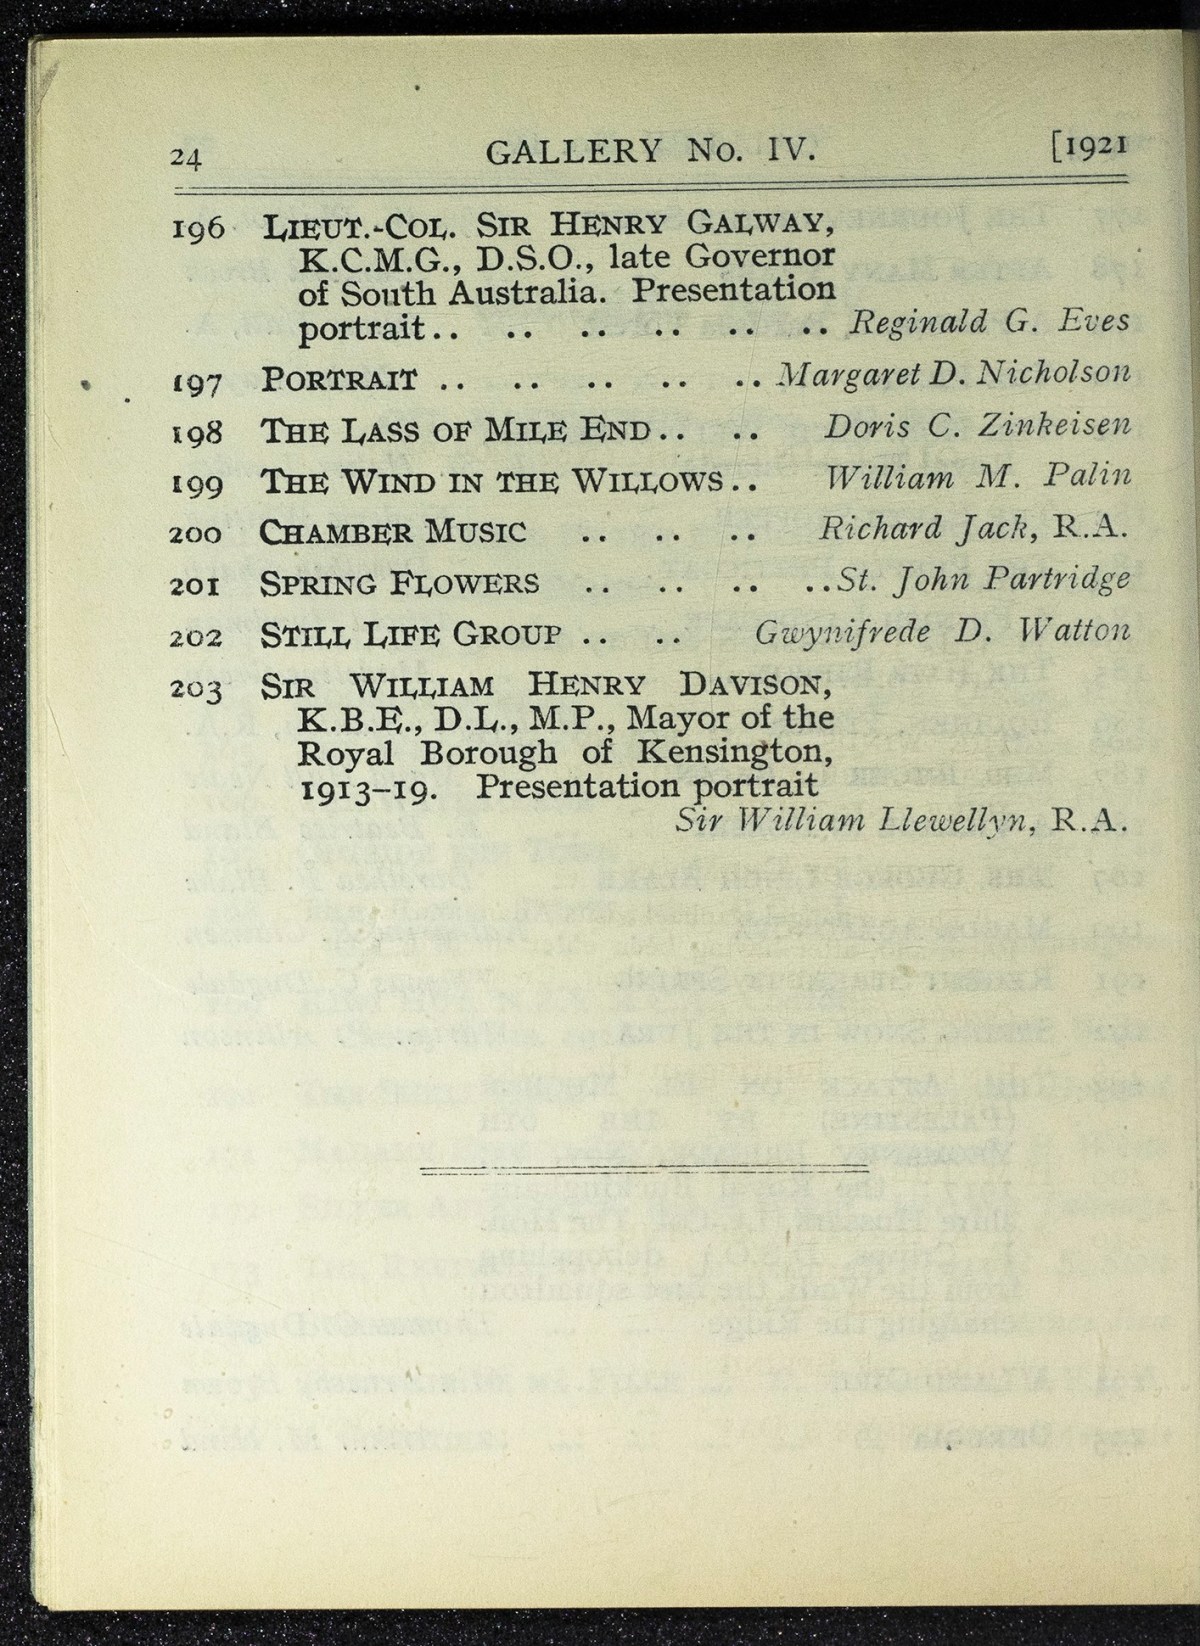 24 GALLERY No. IV. [1921
196 LIEUT.-COL. SIR HENRY GALWAY,
K.C.M.G., D.S.O., late Governor
of South Australia. Presentation
portrait.. .. .. .. .. .. Reginald G. Eves
197 PORTRAIT .. .. .. .. .. Margaret D. Nicholson
198 THE LASS OF MILE END.. .. Doris C. Zinkeisen
199 THE WIND IN THE WILLOWS.. William M. Palin
200 CHAMBER MUSIC .. .. .. Richard Jack, R.A.
201 SPRING FLOWERS .. .. .. ..St. John Partridge
202 STILL LIFE GROUP .. .. Gwynifrede D. Watton
203 SIR WILLIAM HENRY DAVISON,
K.B.E., D.L., M.P., Mayor of the
Royal Borough of Kensington,
1913–19. Presentation portrait
Sir William Llewellyn, R.A.